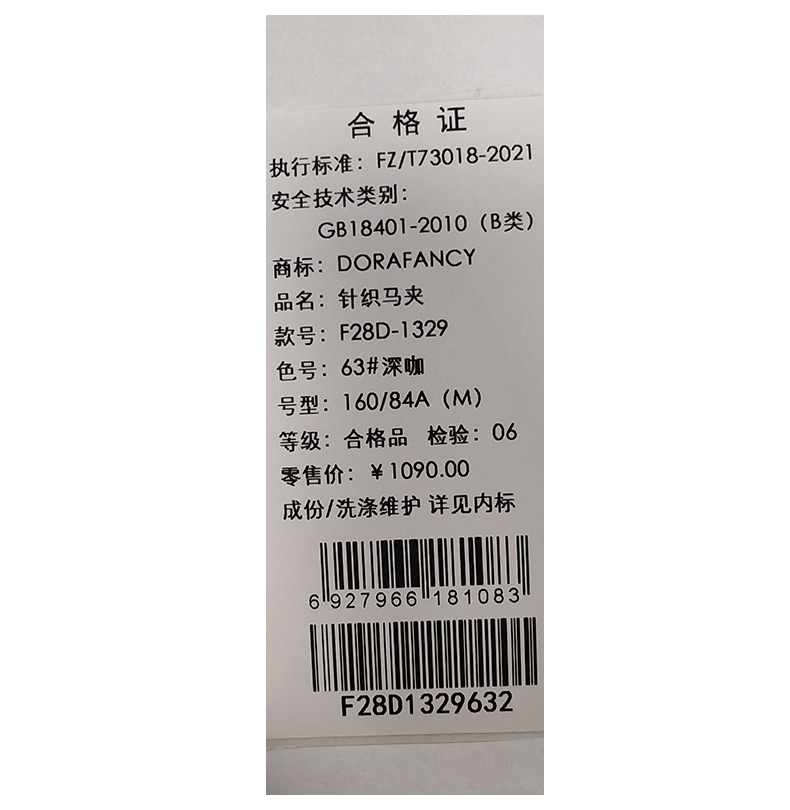 合格证
执行标准：FZ/T73018-2021
安全技术类别：
GB18401-2010（B类）
商标：DORAFANCY
品名：针织马夹
款号：F28D-1329
色号：63#深咖
号型：160/84A（M）
等级：合格品 检验：06
零售价：￥1090.00
成份/洗涤维护 详见内标
6 927966 181083
F28D1329632